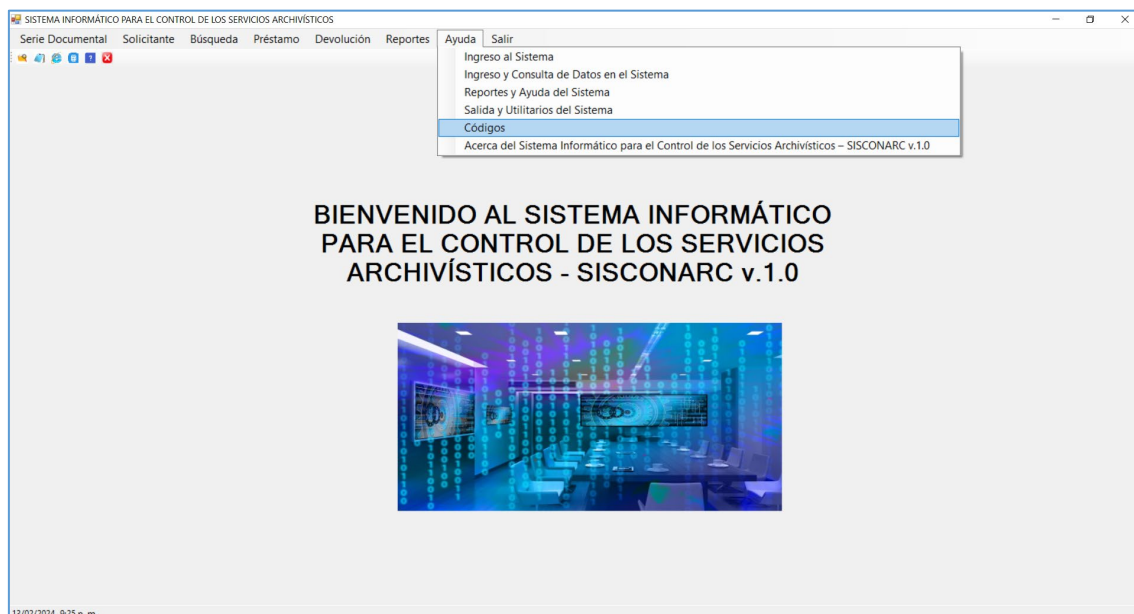 SISTEMA INFORMÁTICO PARA EL CONTROL DE LOS SERVICIOS ARCHIVÍSTICOS
Serie Documental Solicitante Búsqueda Préstamo Devolución Reportes Ayuda Salir
Ingreso al Sistema
Ingreso y Consulta de Datos en el Sistema
Reportes y Ayuda del Sistema
Salida y Utilitarios del Sistema
Códigos
Acerca del Sistema Informático para el Control de los Servicios Archivísticos – SISCONARC v.1.0
BIENVENIDO AL SISTEMA INFORMÁTICO
PARA EL CONTROL DE LOS SERVICIOS
ARCHIVÍSTICOS - SISCONARC v.1.0